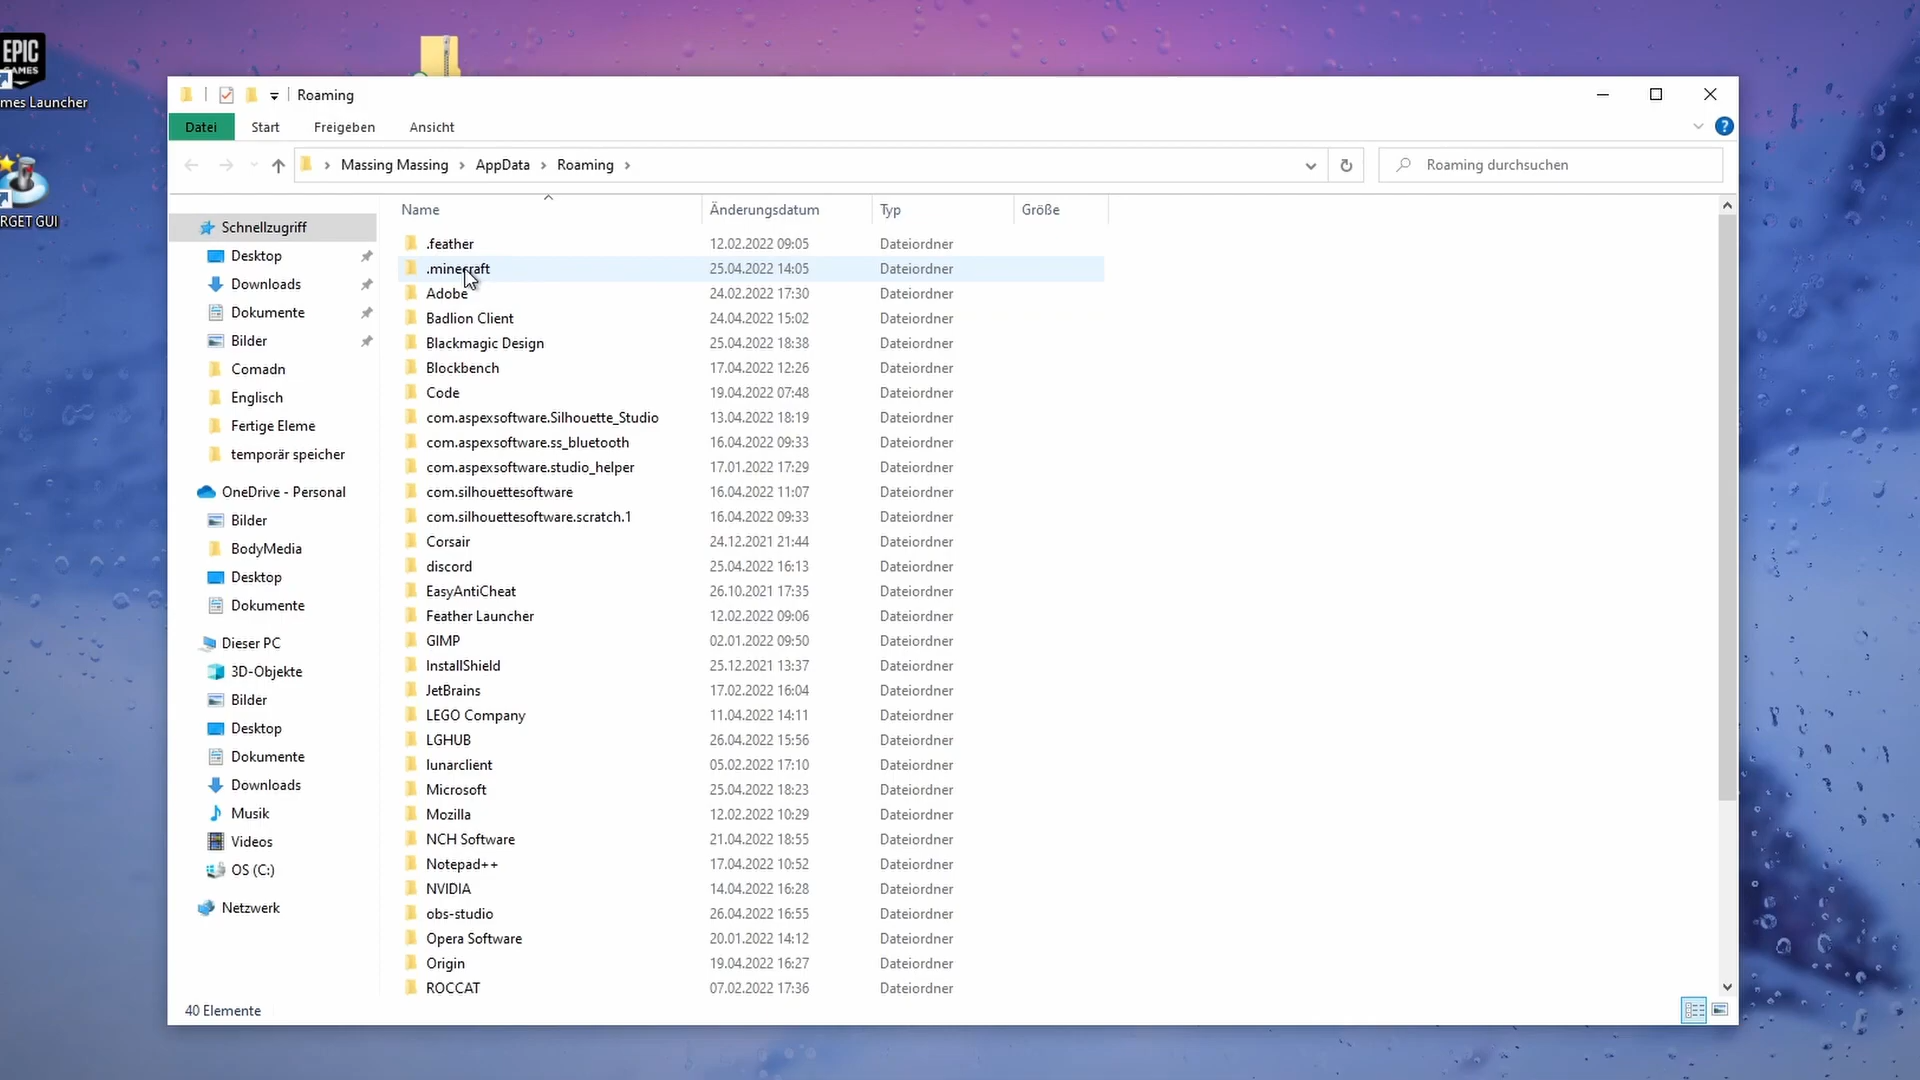 EPIC
GAMES
mes Launcher
RGET GUI
Roaming
Datei Start Freigeben Ansicht
Massing Massing AppData Roaming
Roaming durchsuchen
Name Änderungsdatum Typ Größe
Schnellzugriff
Desktop
Downloads
Dokumente
Bilder
Comadn
Englisch
Fertige Eleme
temporär speicher
OneDrive - Personal
Bilder
BodyMedia
Desktop
Dokumente
Dieser PC
3D-Objekte
Bilder
Desktop
Dokumente
Downloads
Musik
Videos
OS (C:)
Netzwerk
.feather 12.02.2022 09:05 Dateiordner
.minecraft 25.04.2022 14:05 Dateiordner
Adobe 24.02.2022 17:30 Dateiordner
Badlion Client 24.04.2022 15:02 Dateiordner
Blackmagic Design 25.04.2022 18:38 Dateiordner
Blockbench 17.04.2022 12:26 Dateiordner
Code 19.04.2022 07:48 Dateiordner
com.aspexsoftware.Silhouette_Studio 13.04.2022 18:19 Dateiordner
com.aspexsoftware.ss_bluetooth 16.04.2022 09:33 Dateiordner
com.aspexsoftware.studio_helper 17.01.2022 17:29 Dateiordner
com.silhouettesoftware 16.04.2022 11:07 Dateiordner
com.silhouettesoftware.scratch.1 16.04.2022 09:33 Dateiordner
Corsair 24.12.2021 21:44 Dateiordner
discord 25.04.2022 16:13 Dateiordner
EasyAntiCheat 26.10.2021 17:35 Dateiordner
Feather Launcher 12.02.2022 09:06 Dateiordner
GIMP 02.01.2022 09:50 Dateiordner
InstallShield 25.12.2021 13:37 Dateiordner
JetBrains 17.02.2022 16:04 Dateiordner
LEGO Company 11.04.2022 14:11 Dateiordner
LGHUB 26.04.2022 15:56 Dateiordner
lunarclient 05.02.2022 17:10 Dateiordner
Microsoft 25.04.2022 18:23 Dateiordner
Mozilla 12.02.2022 10:29 Dateiordner
NCH Software 21.04.2022 18:55 Dateiordner
Notepad++ 17.04.2022 10:52 Dateiordner
NVIDIA 14.04.2022 16:28 Dateiordner
obs-studio 26.04.2022 16:55 Dateiordner
Opera Software 20.01.2022 14:12 Dateiordner
Origin 19.04.2022 16:27 Dateiordner
ROCCAT 07.02.2022 17:36 Dateiordner
40 Elemente